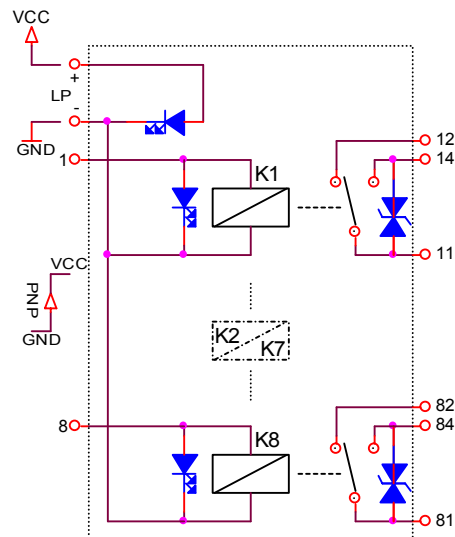 VCC
+
LP
-
GND
1
K1
12
14
11
VCC
PNP
GND
K2
K7
8
K8
82
84
81